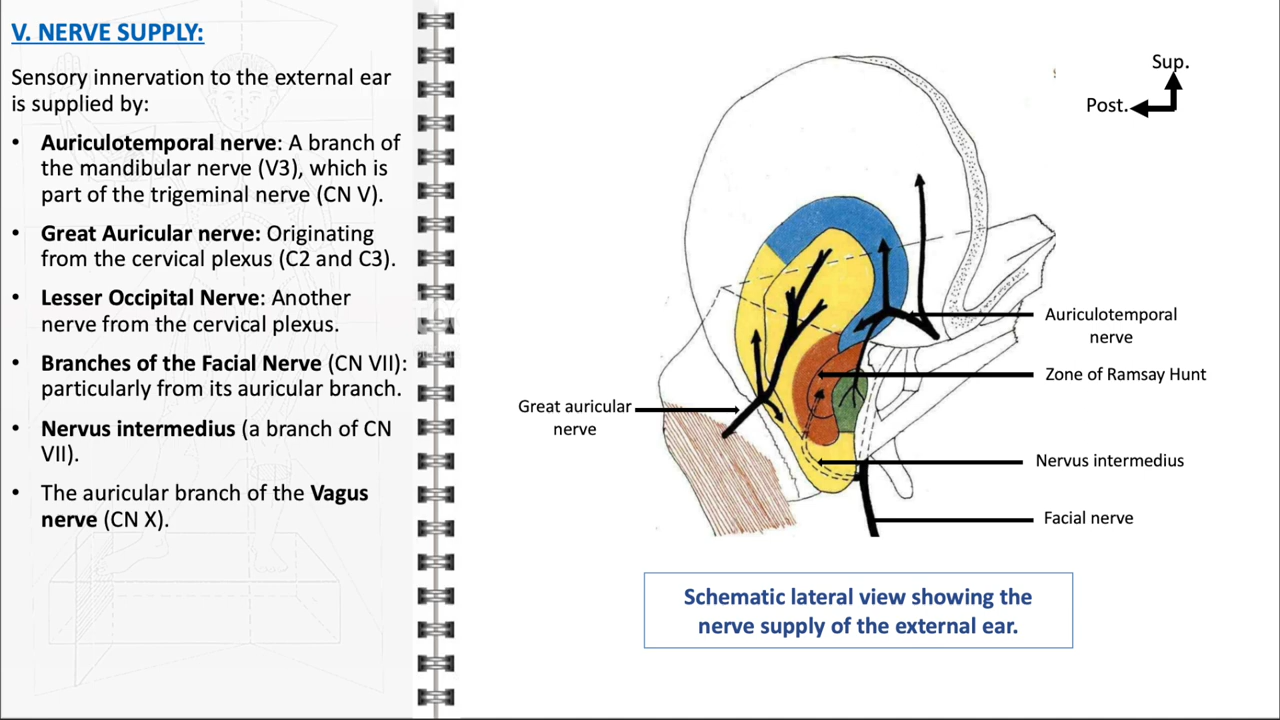 V. NERVE SUPPLY:
Sensory innervation to the external ear
is supplied by:
• Auriculotemporal nerve: A branch of
the mandibular nerve (V3), which is
part of the trigeminal nerve (CN V).
• Great Auricular nerve: Originating
from the cervical plexus (C2 and C3).
• Lesser Occipital Nerve: Another
nerve from the cervical plexus.
• Branches of the Facial Nerve (CN VII):
particularly from its auricular branch.
• Nervus intermedius (a branch of CN
VII).
• The auricular branch of the Vagus
nerve (CN X).
Sup.
Post.
Auriculotemporal
nerve
Zone of Ramsay Hunt
Great auricular
nerve
Nervus intermedius
Facial nerve
Schematic lateral view showing the
nerve supply of the external ear.